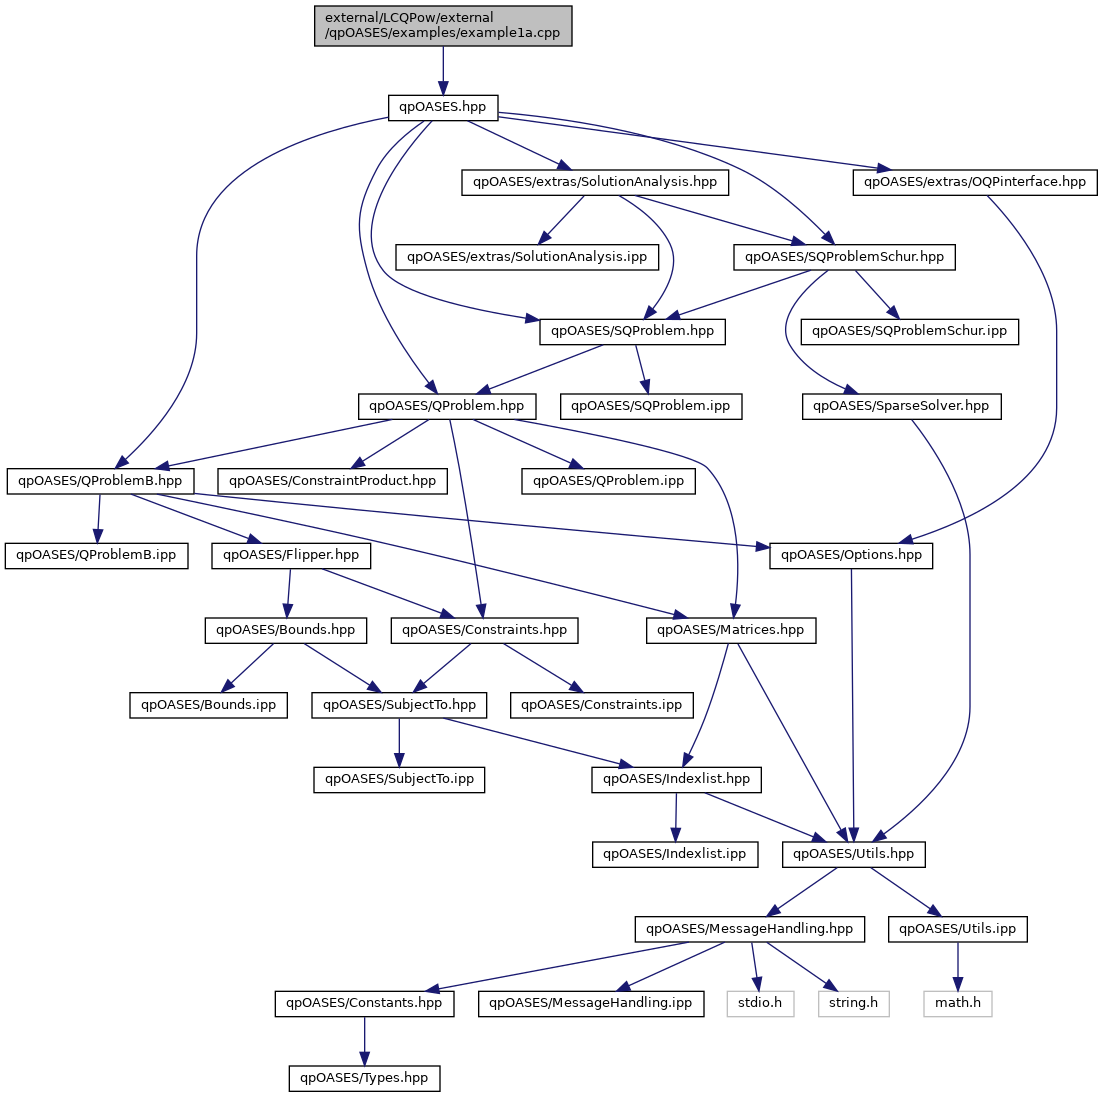 external/LCQPow/external
/qpOASES/examples/example1a.cpp
qpOASES.hpp
qpOASES/extras/SolutionAnalysis.hpp
qpOASES/extras/OQPinterface.hpp
qpOASES/extras/SolutionAnalysis.ipp
qpOASES/SQProblemSchur.hpp
qpOASES/SQProblem.hpp
qpOASES/SQProblemSchur.ipp
qpOASES/QProblem.hpp
qpOASES/SQProblem.ipp
qpOASES/SparseSolver.hpp
qpOASES/QProblemB.hpp
qpOASES/ConstraintProduct.hpp
qpOASES/QProblem.ipp
qpOASES/QProblemB.ipp
qpOASES/Flipper.hpp
qpOASES/Options.hpp
qpOASES/Bounds.hpp
qpOASES/Constraints.hpp
qpOASES/Matrices.hpp
qpOASES/Bounds.ipp
qpOASES/SubjectTo.hpp
qpOASES/Constraints.ipp
qpOASES/SubjectTo.ipp
qpOASES/Indexlist.hpp
qpOASES/Indexlist.ipp
qpOASES/Utils.hpp
qpOASES/MessageHandling.hpp
qpOASES/Utils.ipp
qpOASES/Constants.hpp
qpOASES/MessageHandling.ipp
stdio.h
string.h
math.h
qpOASES/Types.hpp